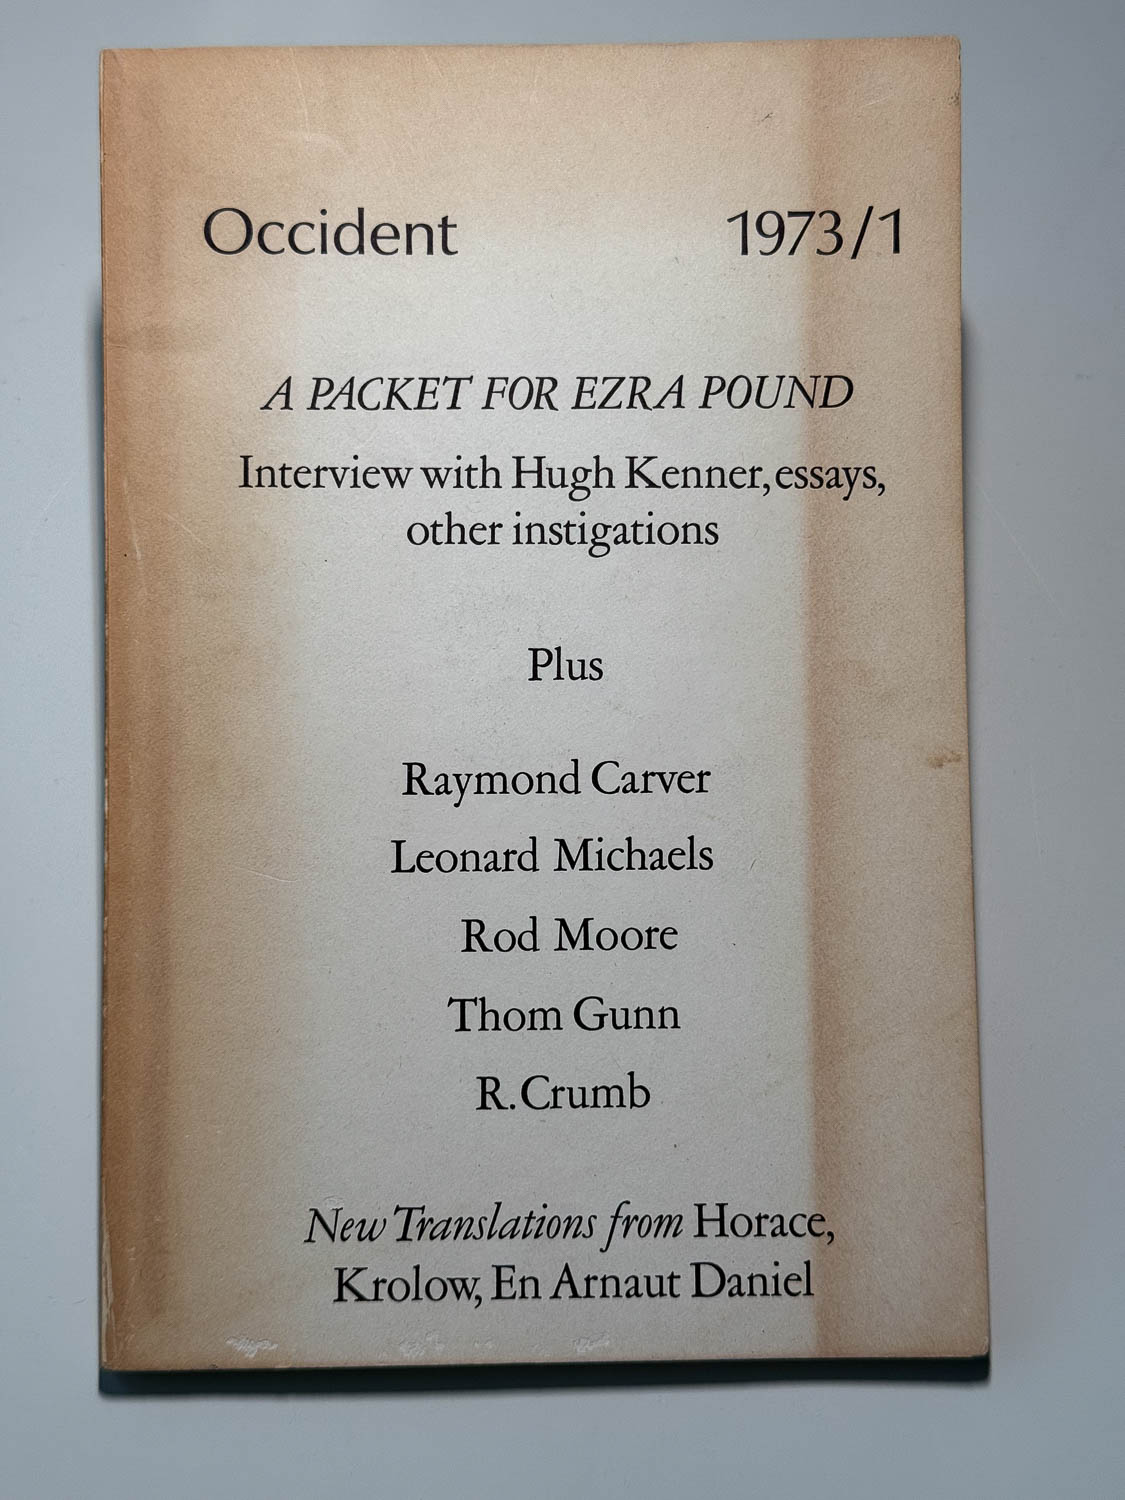 Occident 1973/1
A PACKET FOR EZRA POUND
Interview with Hugh Kenner, essays,
other instigations
Plus
Raymond Carver
Leonard Michaels
Rod Moore
Thom Gunn
R. Crumb
New Translations from Horace,
Krolow, En Arnaut Daniel